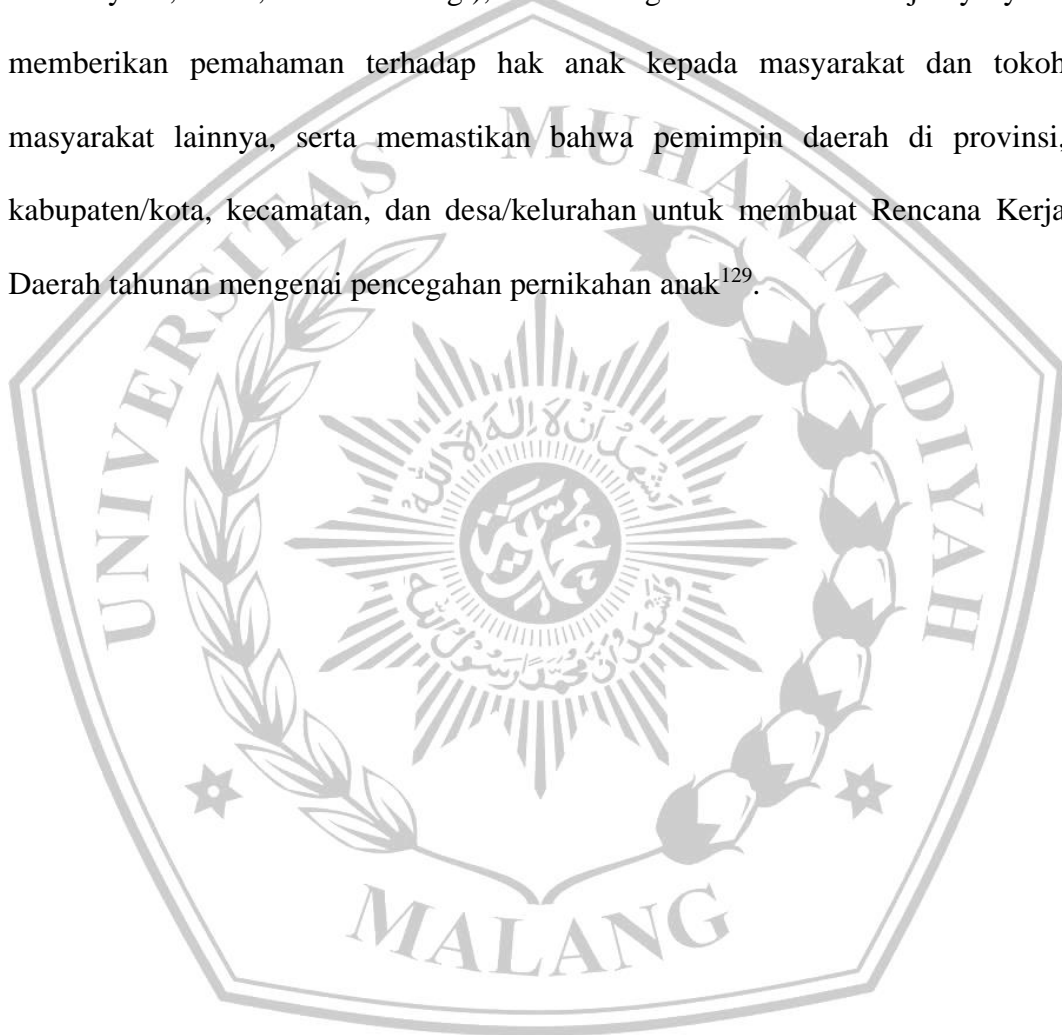 memberikan pemahaman terhadap hak anak kepada masyarakat dan tokoh
masyarakat lainnya, serta memastikan bahwa pemimpin daerah di provinsi,
kabupaten/kota, kecamatan, dan desa/kelurahan untuk membuat Rencana Kerja
Daerah tahunan mengenai pencegahan pernikahan anak129.
UNIVERSITAS MUHAMMADIYAH
MALANG